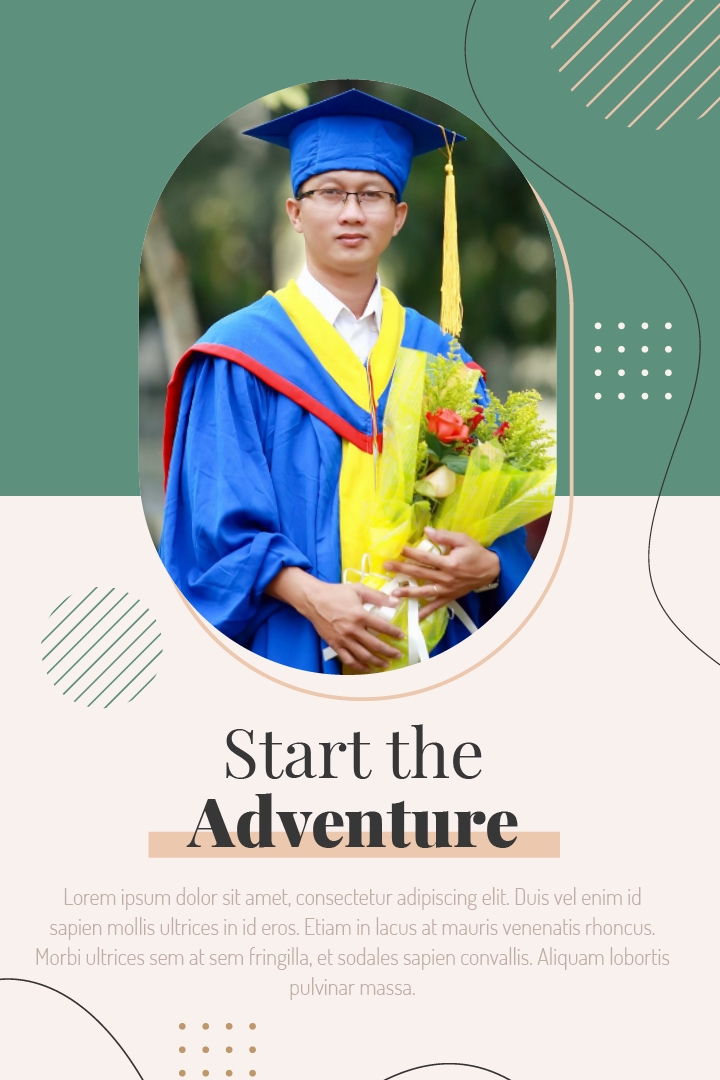 Start the
Adventure
Lorem ipsum dolor sit amet, consectetur adipiscing elit. Duis vel enim id
sapien mollis ultrices in id eros. Etiam in lacus at mauris venenatis rhoncus.
Morbi ultrices sem at sem fringilla, et sodales sapien convallis. Aliquam lobortis
pulvinar massa.